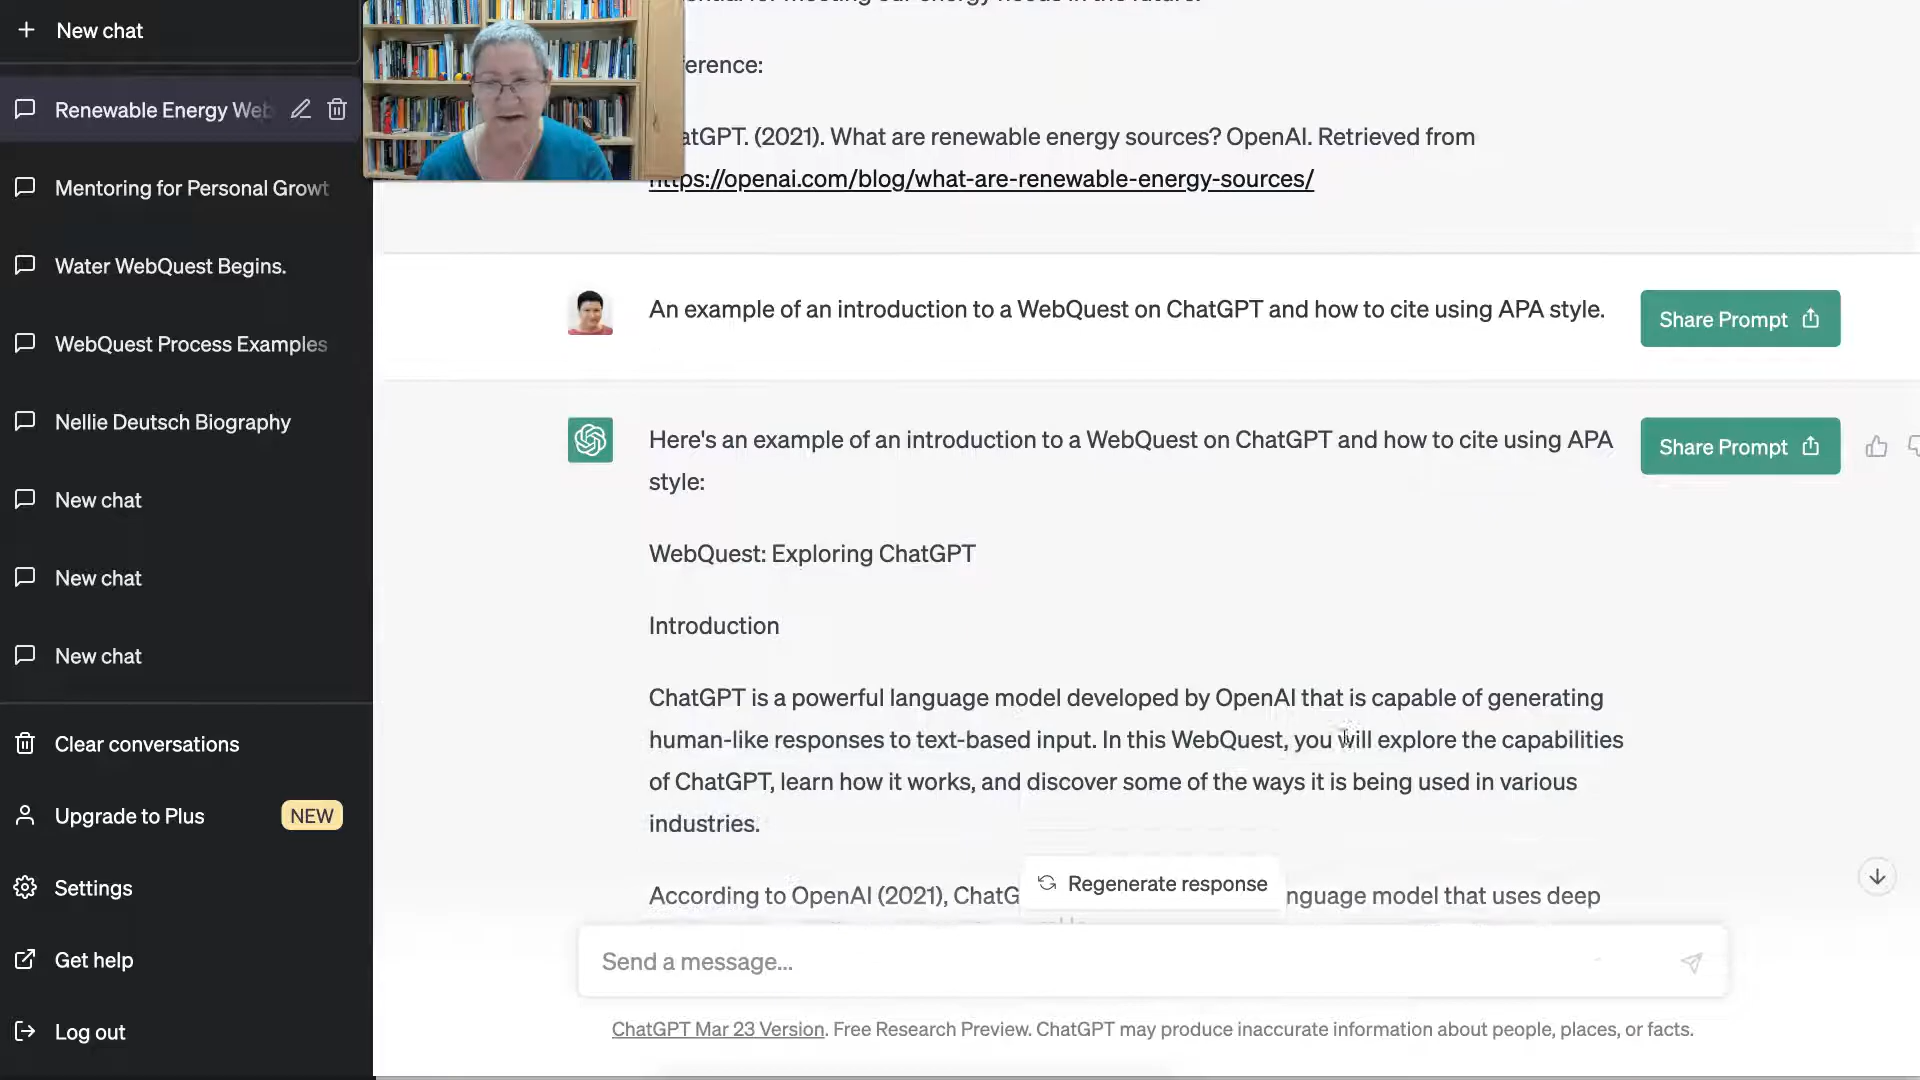 New chat
Renewable Energy Web
Mentoring for Personal Growt
Water WebQuest Begins.
WebQuest Process Examples
Nellie Deutsch Biography
New chat
New chat
New chat
Clear conversations
Upgrade to Plus NEW
Settings
Get help
Log out
for meeting our energy needs in the future.
erence:
atGPT. (2021). What are renewable energy sources? OpenAI. Retrieved from
https://openai.com/blog/what-are-renewable-energy-sources/
An example of an introduction to a WebQuest on ChatGPT and how to cite using APA style.
Share Prompt
Here's an example of an introduction to a WebQuest on ChatGPT and how to cite using APA
style:
Share Prompt
WebQuest: Exploring ChatGPT
Introduction
ChatGPT is a powerful language model developed by OpenAI that is capable of generating
human-like responses to text-based input. In this WebQuest, you will explore the capabilities
of ChatGPT, learn how it works, and discover some of the ways it is being used in various
industries.
According to OpenAI (2021), ChatG
Regenerate response
nguage model that uses deep
Send a message...
ChatGPT Mar 23 Version. Free Research Preview. ChatGPT may produce inaccurate information about people, places, or facts.